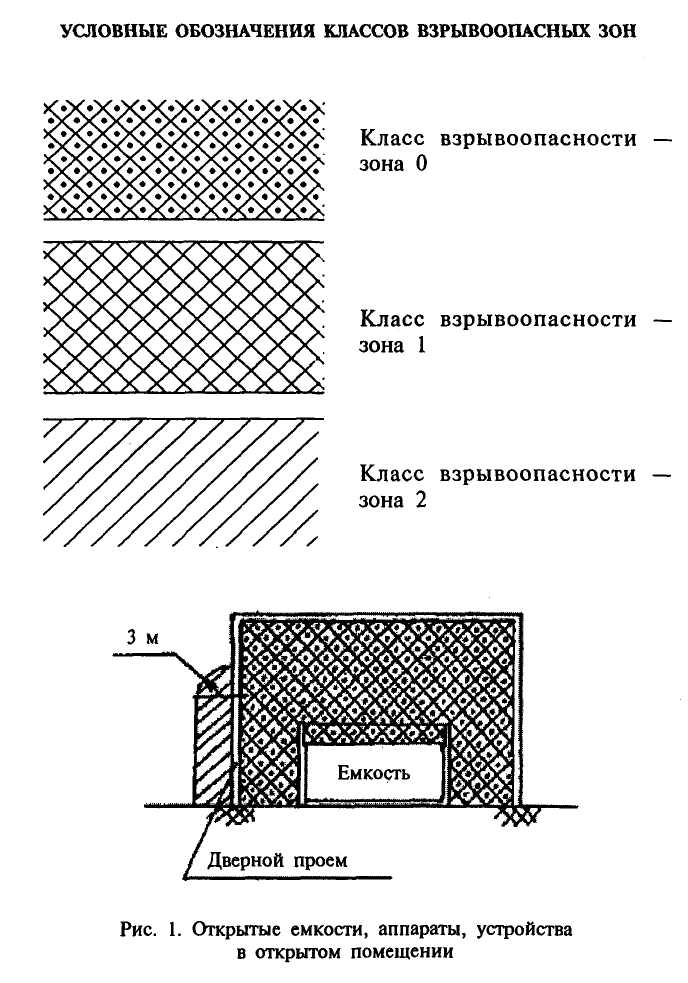 УСЛОВНЫЕ ОБОЗНАЧЕНИЯ КЛАССОВ ВЗРЫВООПАСНЫХ ЗОН
Класс взрывоопасности —
зона 0
Класс взрывоопасности —
зона 1
Класс взрывоопасности —
зона 2
3 м
Емкость
Дверной проем
Рис. 1. Открытые емкости, аппараты, устройства
в открытом помещении